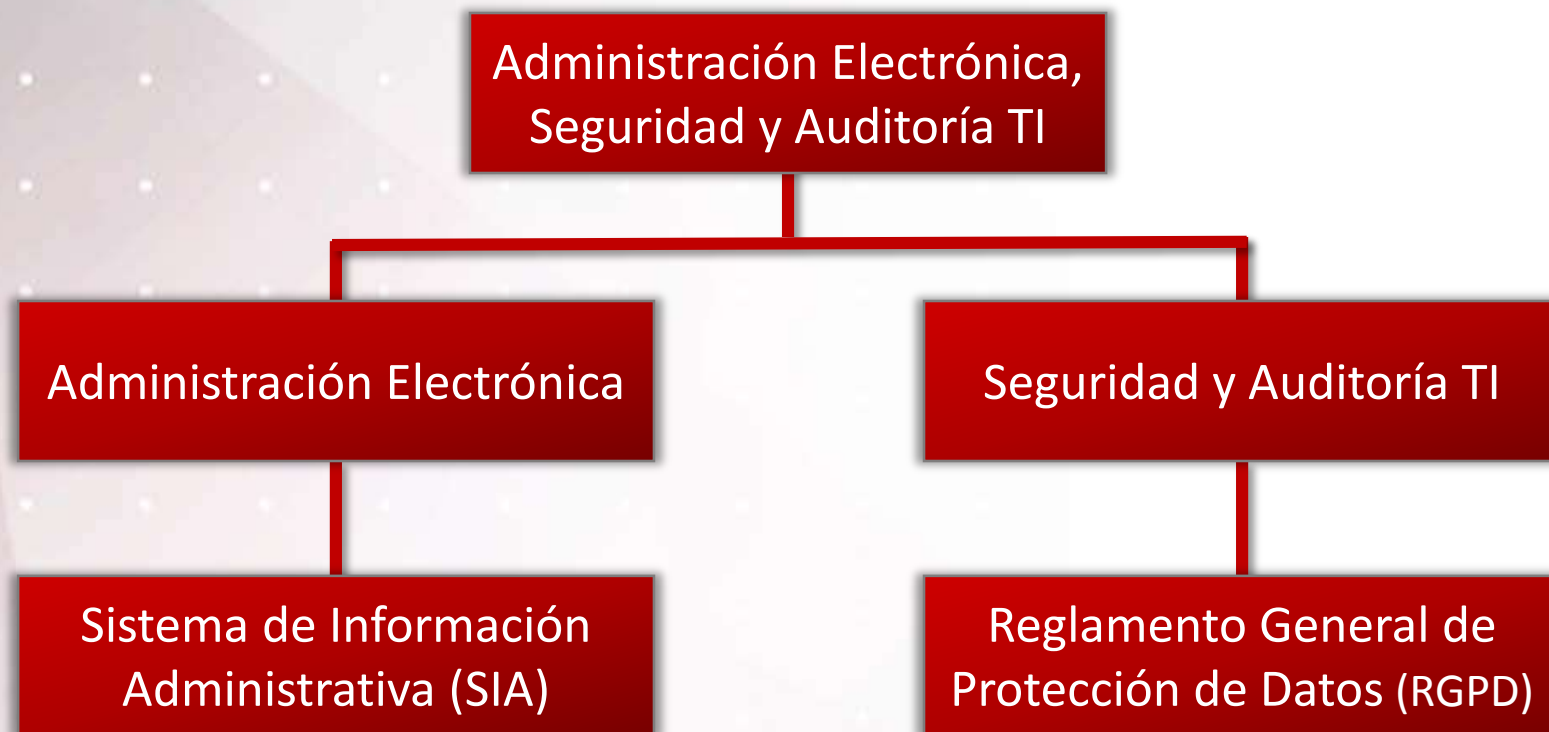 Administración Electrónica,
Seguridad y Auditoría TI
Administración Electrónica
Seguridad y Auditoría TI
Sistema de Información
Administrativa (SIA)
Reglamento General de
Protección de Datos (RGPD)